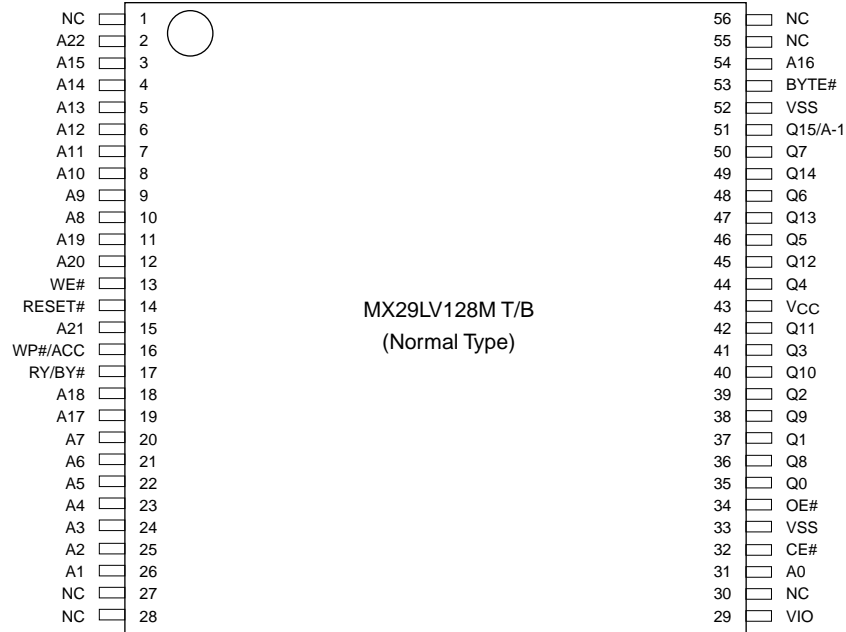 NC 1 56 NC
A22 2 55 NC
A15 3 54 A16
A14 4 53 BYTE#
A13 5 52 VSS
A12 6 51 Q15/A-1
A11 7 50 Q7
A10 8 49 Q14
A9 9 48 Q6
A8 10 47 Q13
A19 11 46 Q5
A20 12 45 Q12
WE# 13 44 Q4
RESET# 14 MX29LV128M T/B 43 VCC
A21 15 42 Q11
WP#/ACC 16 (Normal Type) 41 Q3
RY/BY# 17 40 Q10
A18 18 39 Q2
A17 19 38 Q9
A7 20 37 Q1
A6 21 36 Q8
A5 22 35 Q0
A4 23 34 OE#
A3 24 33 VSS
A2 25 32 CE#
A1 26 31 A0
NC 27 30 NC
NC 28 29 VIO